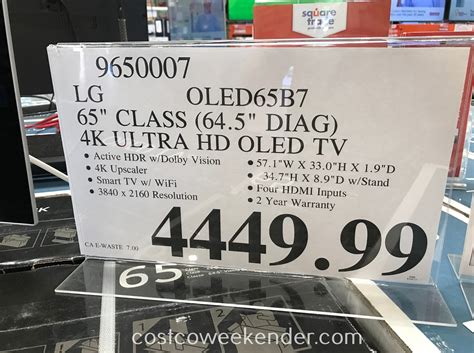 square
trade
9650007
LG OLED65B7
65" CLASS (64.5" DIAG)
4K ULTRA HD OLED TV
• Active HDR w/Dolby Vision
• 4K Upscaler
• Smart TV w/ WiFi
• 3840 x 2160 Resolution
• 57.1"W X 33.0"H X 1.9"D
• 34.7"H X 8.9"D w/Stand
• Four HDMI Inputs
• 2 Year Warranty
CA E-WASTE 7.00
4449.99
65
costcoweekender.com